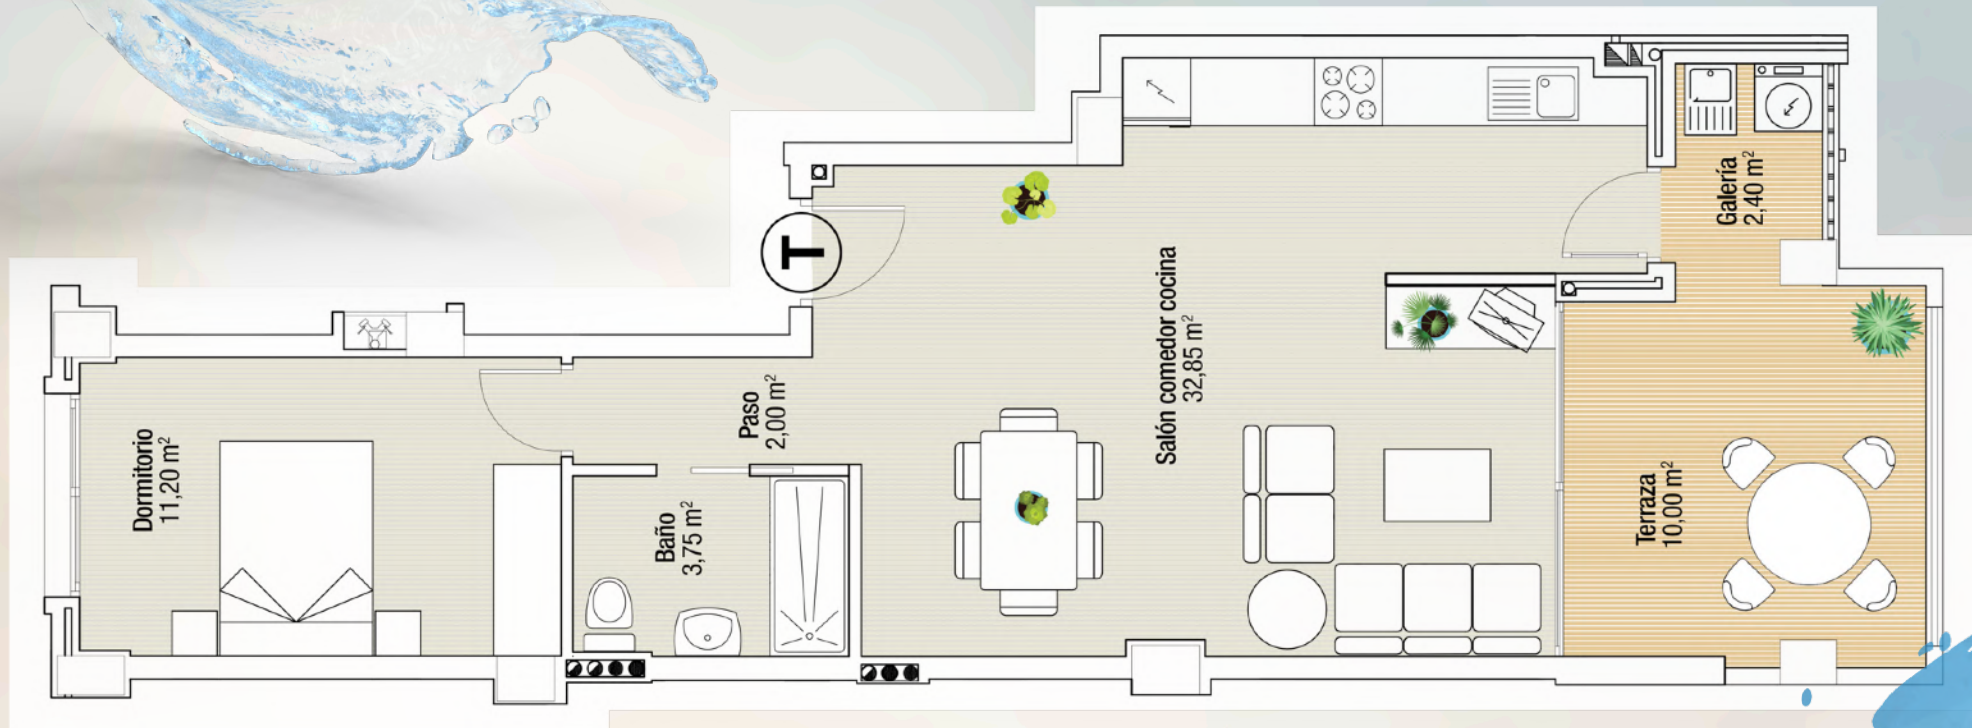 T
Galería
2,40 m²
Salón comedor cocina
32,85 m²
Paso
2,00 m²
Dormitorio
11,20 m²
Baño
3,75 m²
Terraza
10,00 m²